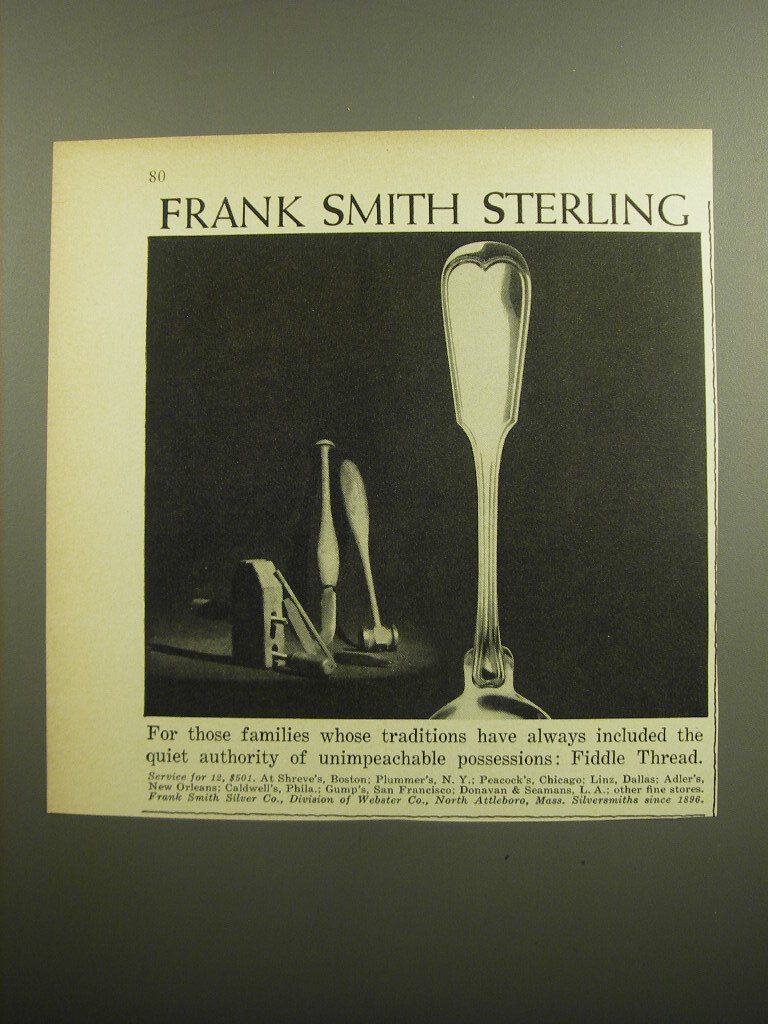 80
FRANK SMITH STERLING
For those families whose traditions have always included the
quiet authority of unimpeachable possessions: Fiddle Thread.
Service for 12, $501. At Shreve's, Boston; Plummer's, N. Y.; Peacock's, Chicago; Linz, Dallas; Adler's,
New Orleans; Caldwell's, Phila.; Gump's, San Francisco; Donavan & Seamans, L. A.; other fine stores.
Frank Smith Silver Co., Division of Webster Co., North Attleboro, Mass. Silversmiths since 1896.